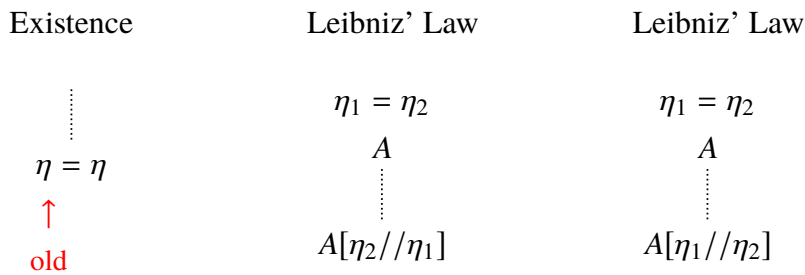 Existence Leibniz’ Law Leibniz’ Law
η₁ = η₂ η₁ = η₂
A A
η = η
↑
A[η₂//η₁] A[η₁//η₂]
old